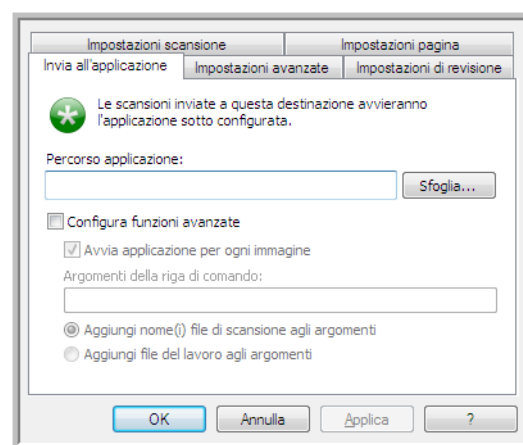 Impostazioni scansione
Impostazioni pagina
Invia all'applicazione
Impostazioni avanzate
Impostazioni di revisione
Le scansioni inviate a questa destinazione avvieranno
l'applicazione sotto configurata.
Percorso applicazione:
Sfoglia...
Configura funzioni avanzate
Avvia applicazione per ogni immagine
Argomenti della riga di comando:
Aggiungi nome(i) file di scansione agli argomenti
Aggiungi file del lavoro agli argomenti
OK
Annulla
Applica
?